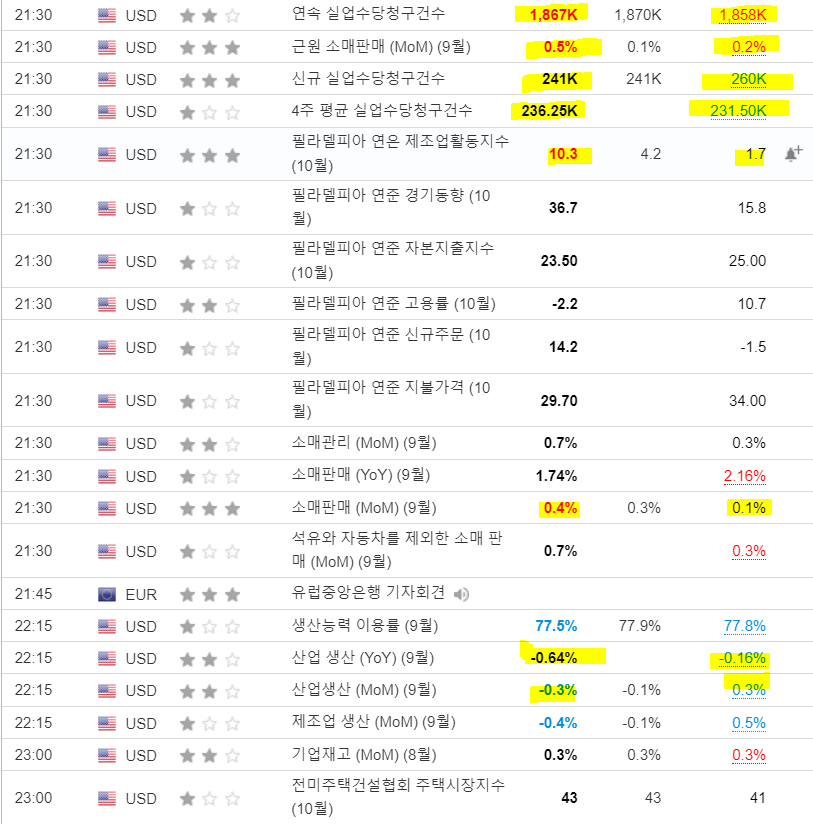 21:30 USD 연속 실업수당청구건수 1,867K 1,870K 1,858K
21:30 USD 근원 소매판매 (MoM) (9월) 0.5% 0.1% 0.2%
21:30 USD 신규 실업수당청구건수 241K 241K 260K
21:30 USD 4주 평균 실업수당청구건수 236.25K 231.50K
21:30 USD 필라델피아 연은 제조업활동지수
(10월) 10.3 4.2 1.7
21:30 USD 필라델피아 연준 경기동향 (10
월) 36.7 15.8
21:30 USD 필라델피아 연준 자본지출지수
(10월) 23.50 25.00
21:30 USD 필라델피아 연준 고용률 (10월) -2.2 10.7
21:30 USD 필라델피아 연준 신규주문 (10
월) 14.2 -1.5
21:30 USD 필라델피아 연준 지불가격 (10
월) 29.70 34.00
21:30 USD 소매관리 (MoM) (9월) 0.7% 0.3%
21:30 USD 소매판매 (YoY) (9월) 1.74% 2.16%
21:30 USD 소매판매 (MoM) (9월) 0.4% 0.3% 0.1%
21:30 USD 석유와 자동차를 제외한 소매 판
매 (MoM) (9월) 0.7% 0.3%
21:45 EUR 유럽중앙은행 기자회견
22:15 USD 생산능력 이용률 (9월) 77.5% 77.9% 77.8%
22:15 USD 산업 생산 (YoY) (9월) -0.64% -0.16%
22:15 USD 산업생산 (MoM) (9월) -0.3% -0.1% 0.3%
22:15 USD 제조업 생산 (MoM) (9월) -0.4% -0.1% 0.5%
23:00 USD 기업재고 (MoM) (8월) 0.3% 0.3% 0.3%
23:00 USD 전미주택건설협회 주택시장지수
(10월) 43 43 41